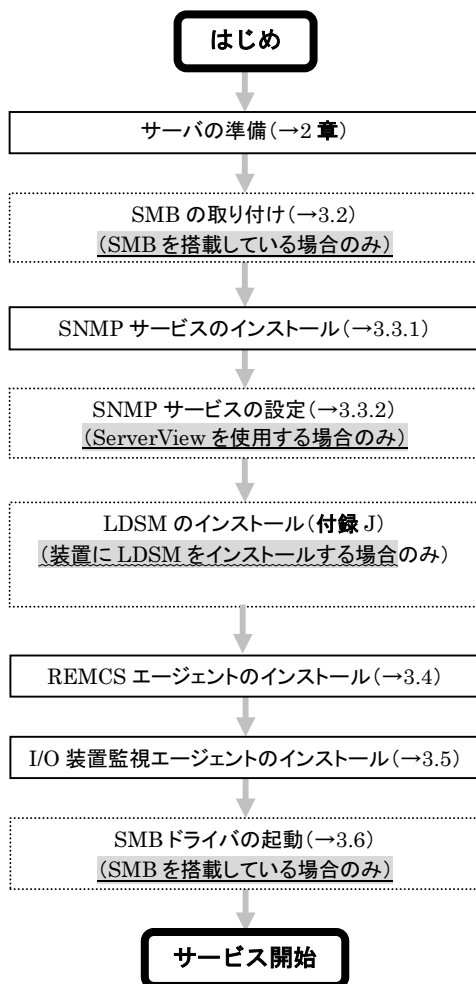 はじめ
サーバの準備(→2 章)
SMB の取り付け(→3.2)
(SMB を搭載している場合のみ)
SNMP サービスのインストール(→3.3.1)
SNMP サービスの設定(→3.3.2)
(ServerView を使用する場合のみ)
LDSM のインストール(付録 J)
(装置に LDSM をインストールする場合のみ)
REMCS エージェントのインストール(→3.4)
I/O 装置監視エージェントのインストール(→3.5)
SMB ドライバの起動(→3.6)
(SMB を搭載している場合のみ)
サービス開始